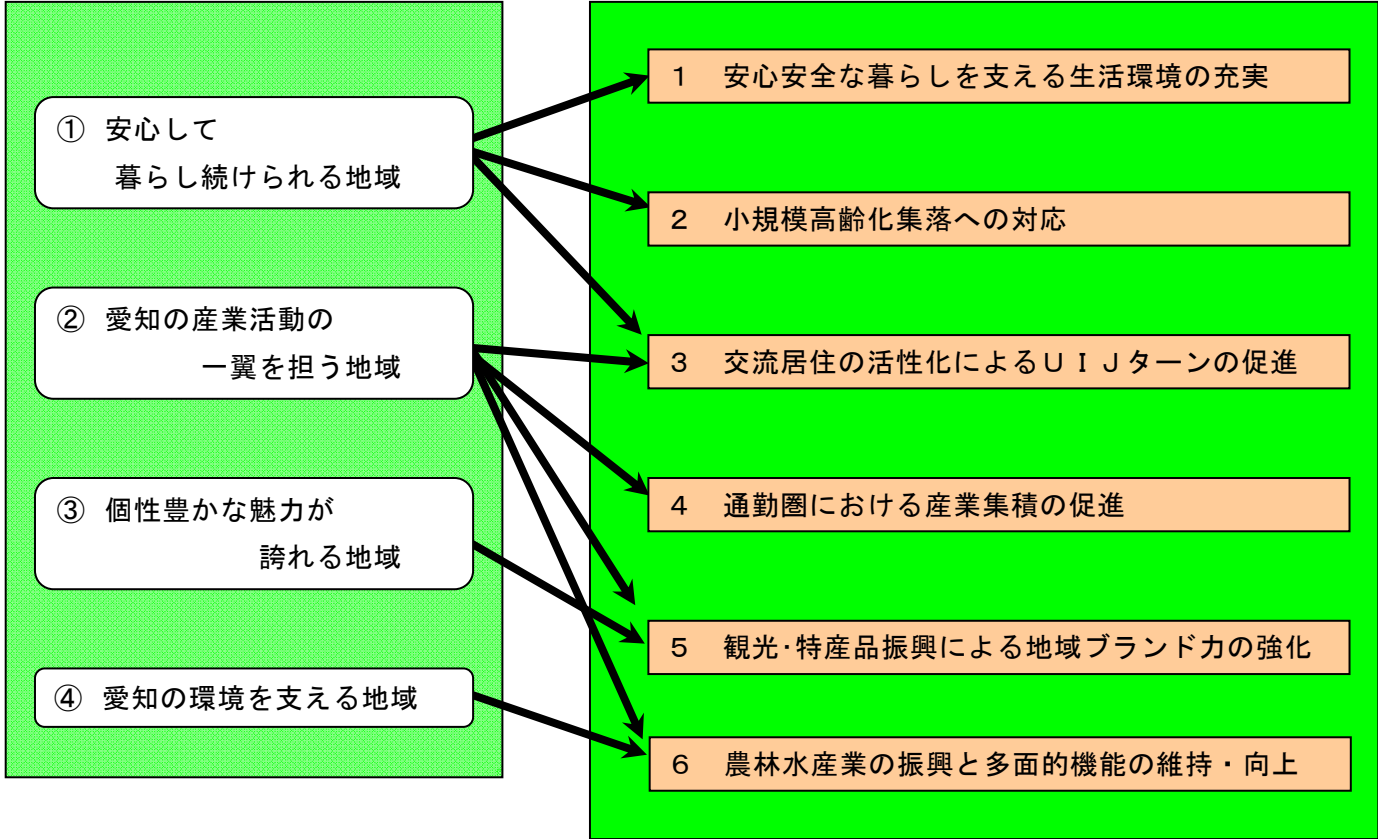 ① 安心して
暮らし続けられる地域
② 愛知の産業活動の
一翼を担う地域
③ 個性豊かな魅力が
誇れる地域
④ 愛知の環境を支える地域
１　安心安全な暮らしを支える生活環境の充実
２　小規模高齢化集落への対応
３　交流居住の活性化によるＵＩＪターンの促進
４　通勤圏における産業集積の促進
５　観光･特産品振興による地域ブランド力の強化
６　農林水産業の振興と多面的機能の維持・向上